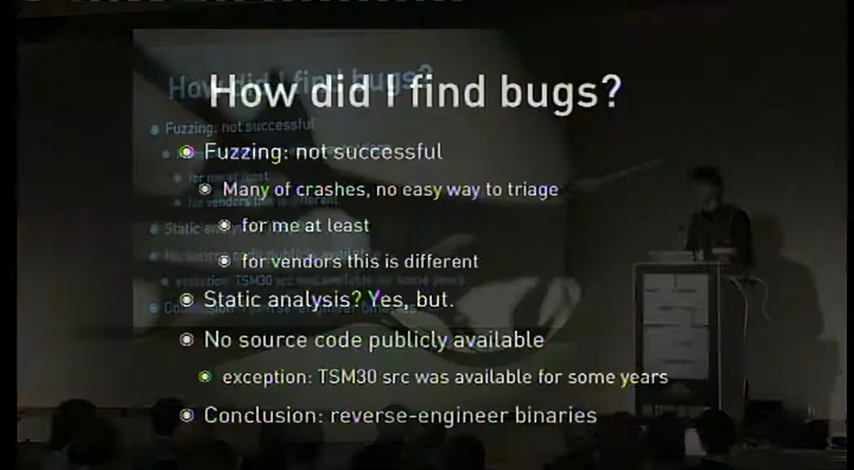 How did I find bugs?
Fuzzing: not successful
Many of crashes, no easy way to triage
for me at least
for vendors this is different
Static analysis? Yes, but.
No source code publicly available
exception: TSM30 src was available for some years
Conclusion: reverse-engineer binaries